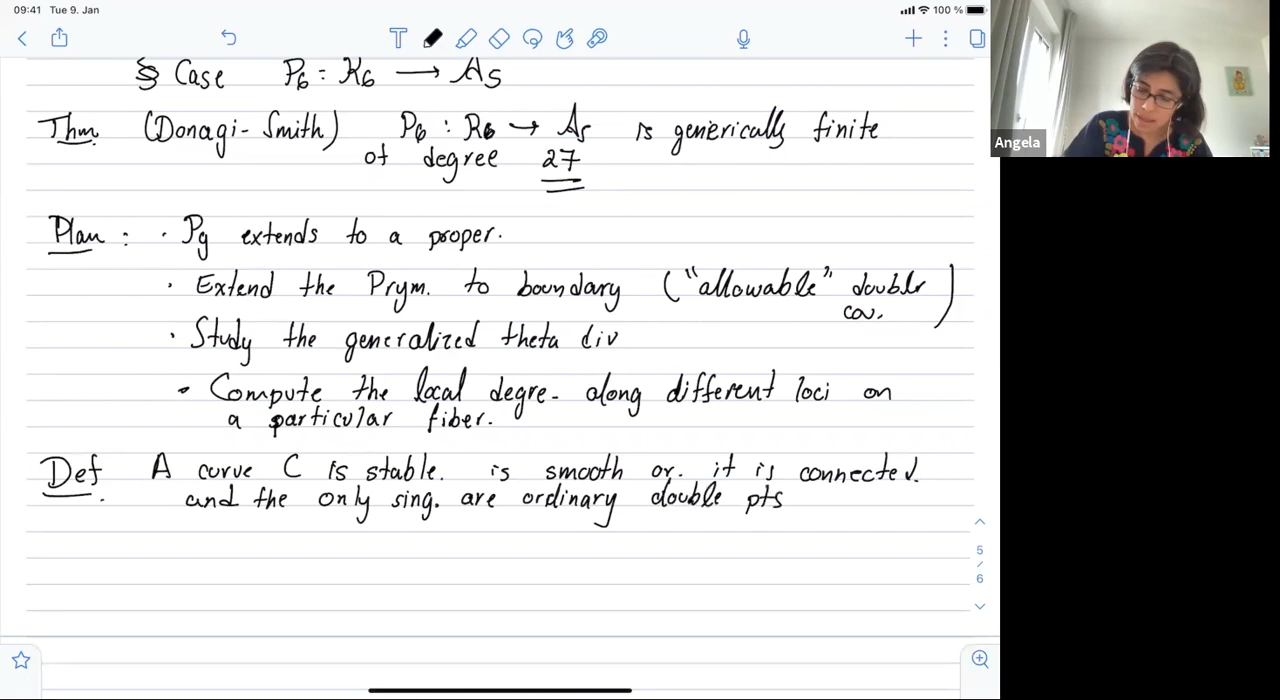 09:41 Tue 9. Jan
100 %
§ Case P6 : R6 → A5
Thm (Donagi-Smith) P6 : R6 → A5 is generically finite
of degree 27
Plan : · Pg extends to a proper.
· Extend the Prym. to boundary ("allowable" double
cov. )
· Study the generalized theta div
· Compute the local degre. along different loci on
a particular fiber.
Def. A curve C is stable. is smooth or. it is connected.
and the only sing. are ordinary double pts
5
/
6
Angela